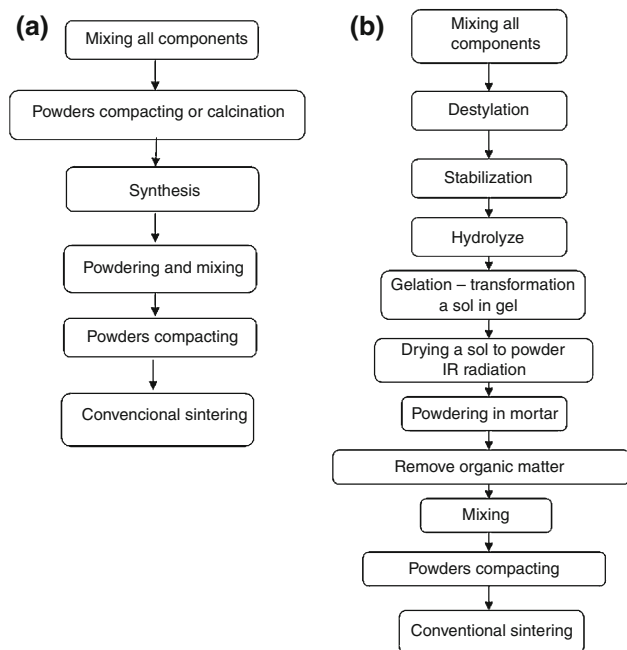 (a)
Mixing all components
Powders compacting or calcination
Synthesis
Powdering and mixing
Powders compacting
Convencional sintering
(b)
Mixing all
components
Destylation
Stabilization
Hydrolyze
Gelation – transformation
a sol in gel
Drying a sol to powder
IR radiation
Powdering in mortar
Remove organic matter
Mixing
Powders compacting
Conventional sintering